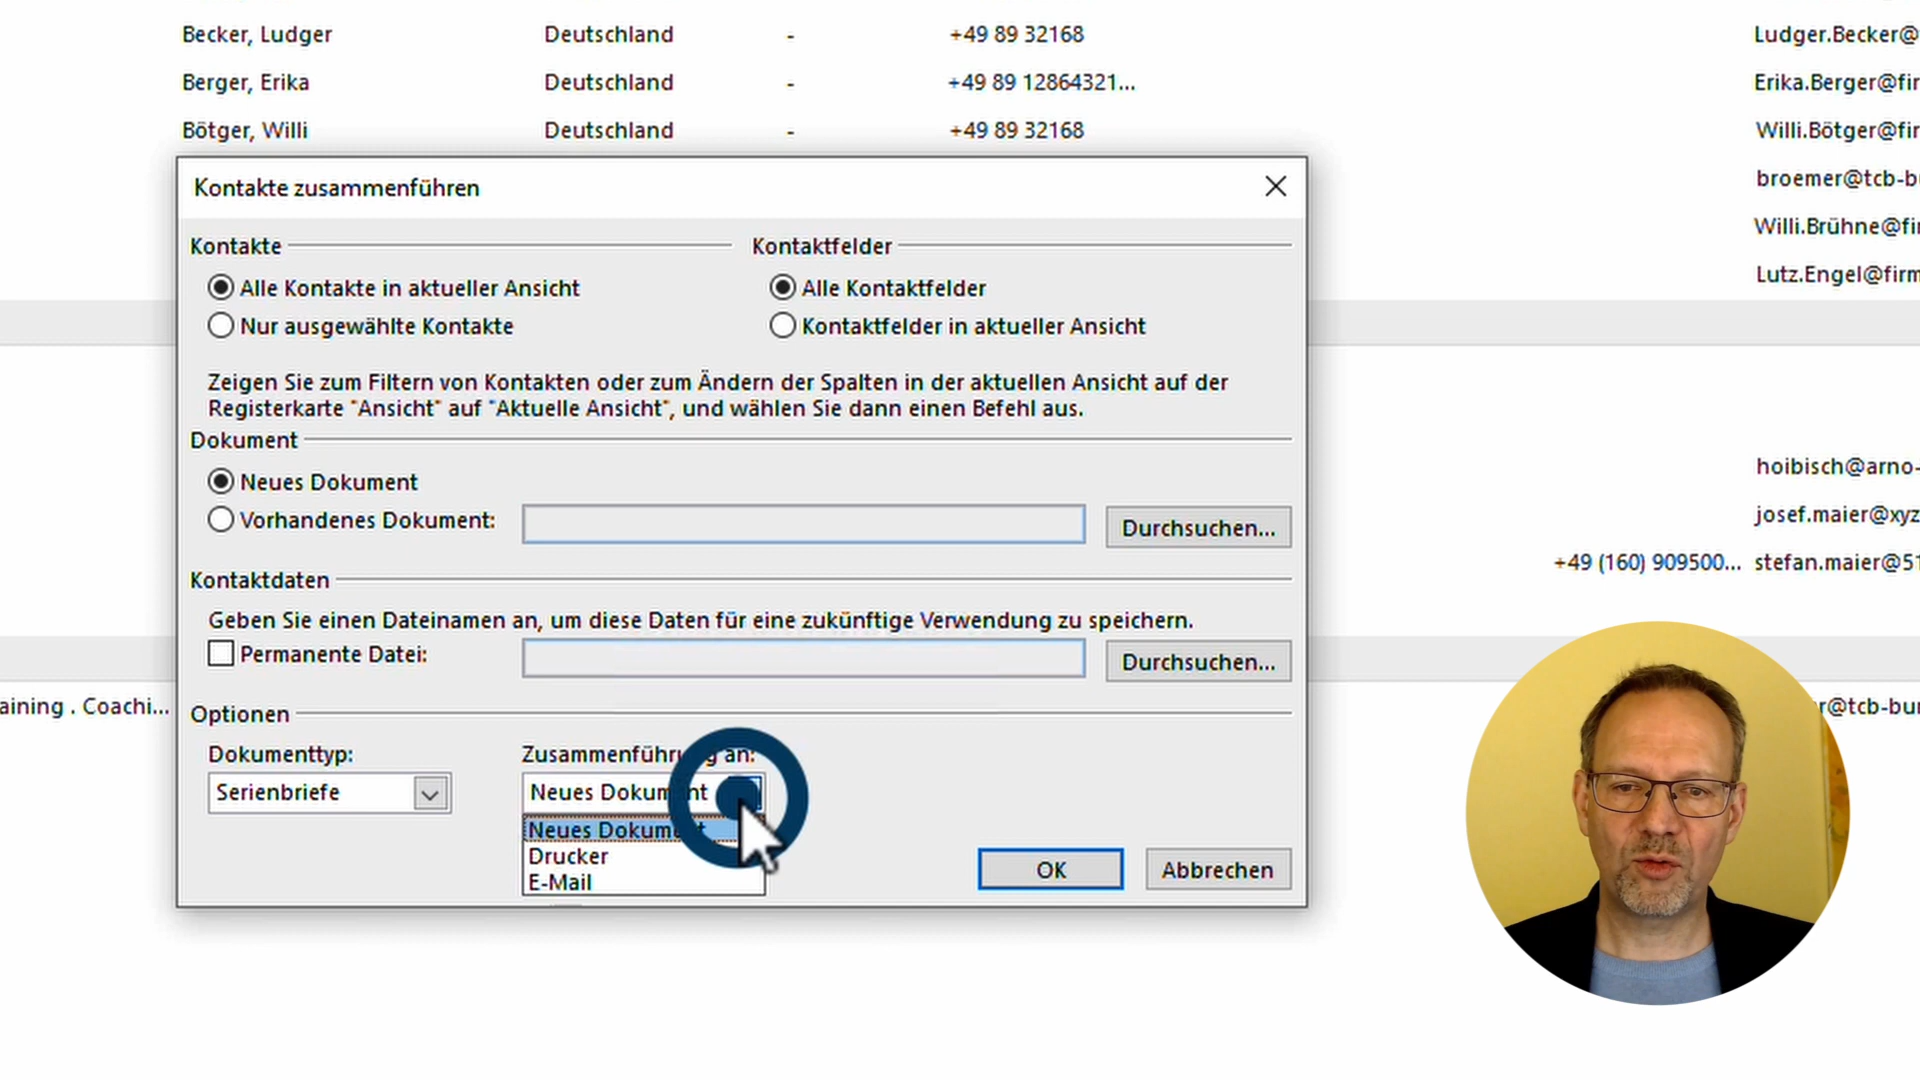 Becker, Ludger Deutschland - +49 89 32168 Ludger.Becker@
Berger, Erika Deutschland - +49 89 12864321... Erika.Berger@fir
Bötger, Willi Deutschland - +49 89 32168 Willi.Bötger@fir
broemer@tcb-bu
Willi.Brühne@fi
Lutz.Engel@firm
Kontakte zusammenführen
Kontakte Kontaktfelder
Alle Kontakte in aktueller Ansicht Alle Kontaktfelder
Nur ausgewählte Kontakte Kontaktfelder in aktueller Ansicht
Zeigen Sie zum Filtern von Kontakten oder zum Ändern der Spalten in der aktuellen Ansicht auf der
Registerkarte "Ansicht" auf "Aktuelle Ansicht", und wählen Sie dann einen Befehl aus.
Dokument
Neues Dokument
Vorhandenes Dokument: Durchsuchen...
hoibisch@arno-
josef.maier@xyz
+49 (160) 909500... stefan.maier@51
Kontaktdaten
Geben Sie einen Dateinamen an, um diese Daten für eine zukünftige Verwendung zu speichern.
Permanente Datei: Durchsuchen...
aining . Coachi... r@tcb-bu
Optionen
Dokumenttyp: Zusammenführung an:
Serienbriefe Neues Dokument
Neues Dokument
Drucker
E-Mail
OK Abbrechen